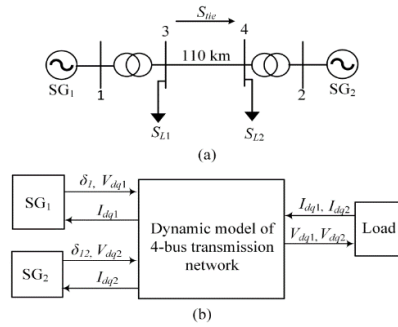 S_tie
3
4
110 km
SG₁
1
2
SG₂
S_L1
S_L2
(a)
SG₁
δ₁, V_dq1
I_dq1
SG₂
δ₁₂, V_dq2
I_dq2
Dynamic model of
4-bus transmission
network
I_dq1, I_dq2
V_dq1, V_dq2
Load
(b)